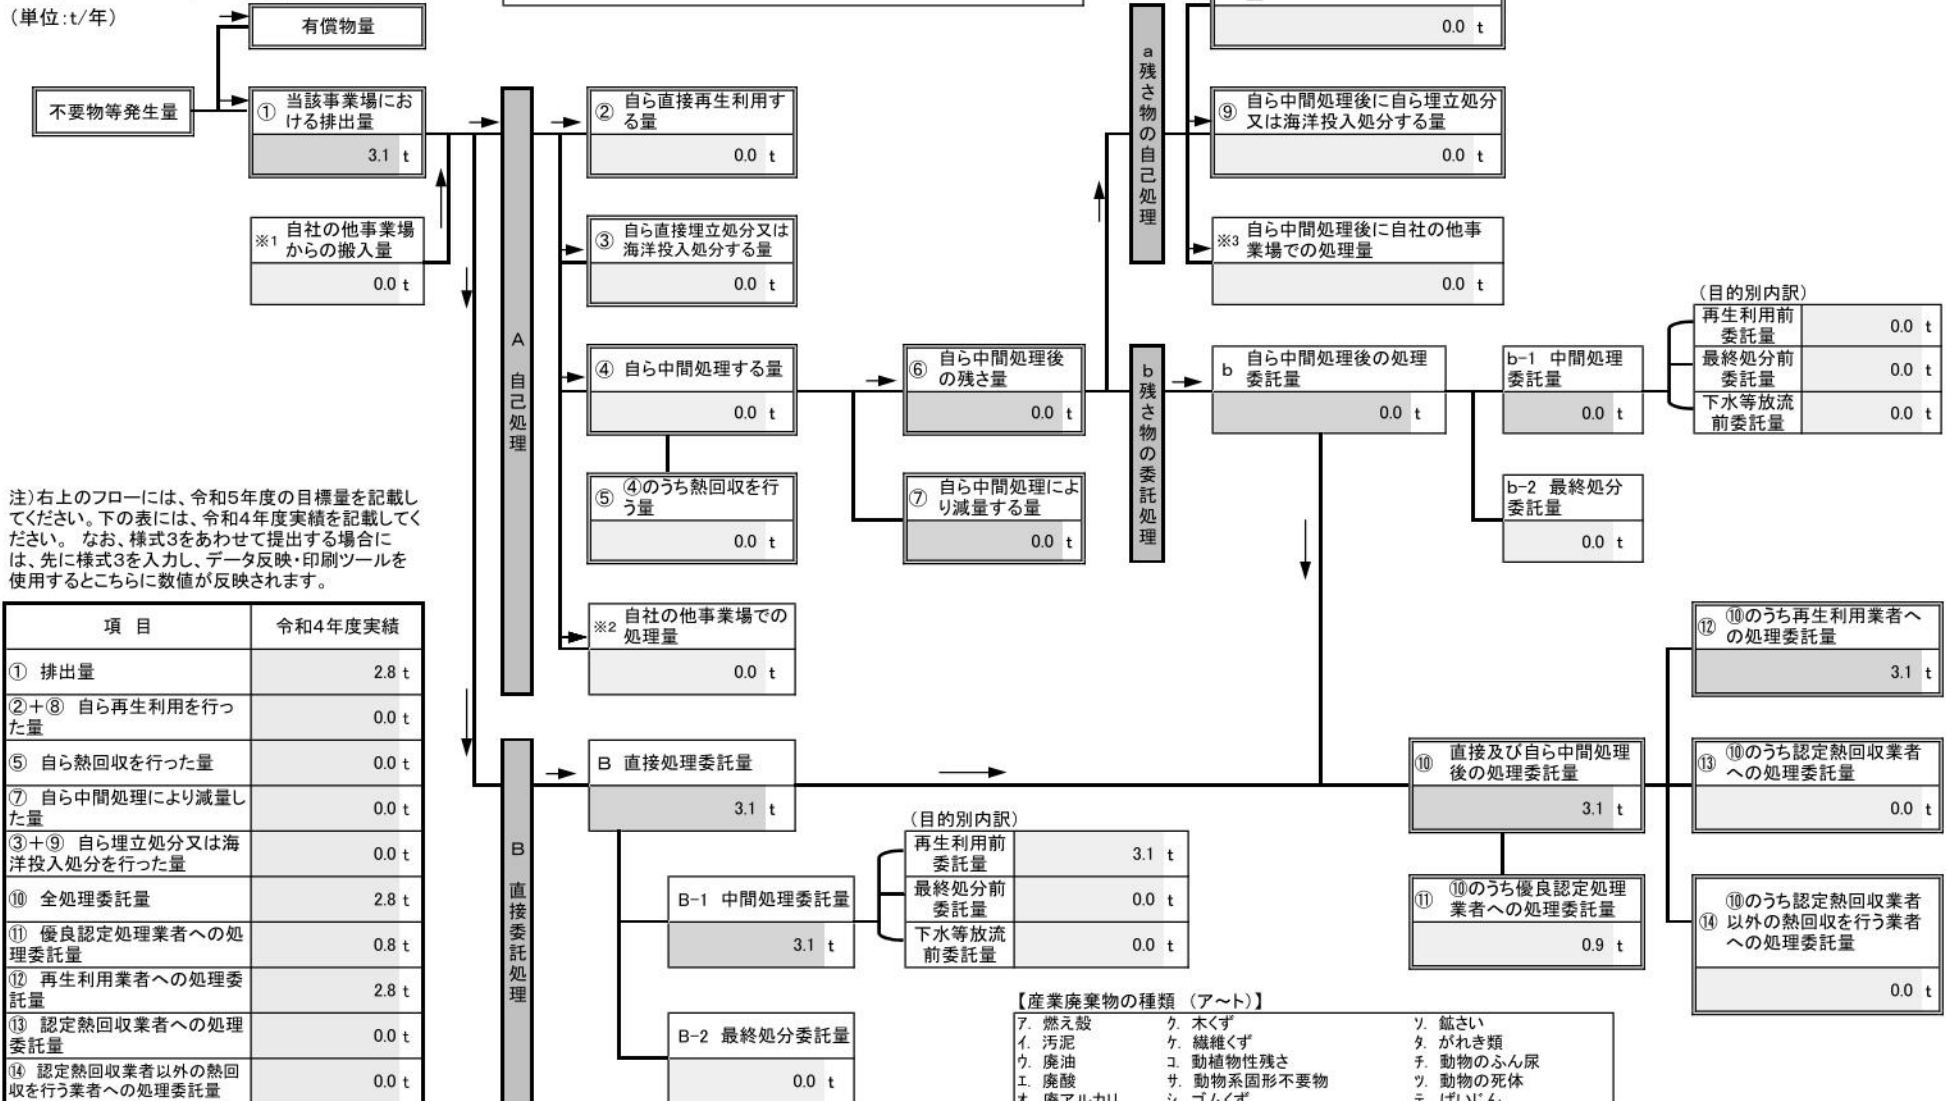 (単位:t/年)
有償物量
0.0 t
不要物等発生量
① 当該事業場にお
ける排出量
3.1 t
※1 自社の他事業場
からの搬入量
0.0 t
A 自己処理
② 自ら直接再生利用す
る量
0.0 t
③ 自ら直接埋立処分又は
海洋投入処分する量
0.0 t
④ 自ら中間処理する量
0.0 t
⑤ ④のうち熱回収を行
う量
0.0 t
※2 自社の他事業場での
処理量
0.0 t
⑥ 自ら中間処理後
の残さ量
0.0 t
⑦ 自ら中間処理によ
り減量する量
0.0 t
a 残さ物の自己処理
⑨ 自ら中間処理後に自ら埋立処分
又は海洋投入処分する量
0.0 t
※3 自ら中間処理後に自社の他事
業場での処理量
0.0 t
b 残さ物の委託処理
b 自ら中間処理後の処理
委託量
0.0 t
b-1 中間処理
委託量
0.0 t
(目的別内訳)
再生利用前
委託量
0.0 t
最終処分前
委託量
0.0 t
下水等放流
前委託量
0.0 t
b-2 最終処分
委託量
0.0 t
注)右上のフローには、令和5年度の目標量を記載し
てください。下の表には、令和4年度実績を記載してく
ださい。 なお、様式3をあわせて提出する場合に
は、先に様式3を入力し、データ反映・印刷ツールを
使用するとこちらに数値が反映されます。
項 目 令和4年度実績
① 排出量 2.8 t
②+⑧ 自ら再生利用を行っ
た量 0.0 t
⑤ 自ら熱回収を行った量 0.0 t
⑦ 自ら中間処理により減量し
た量 0.0 t
③+⑨ 自ら埋立処分又は海
洋投入処分を行った量 0.0 t
⑩ 全処理委託量 2.8 t
⑪ 優良認定処理業者への処
理委託量 0.8 t
⑫ 再生利用業者への処理委
託量 2.8 t
⑬ 認定熱回収業者への処理
委託量 0.0 t
⑭ 認定熱回収業者以外の熱回
収を行う業者への処理委託量 0.0 t
B 直接委託処理
B 直接処理委託量
3.1 t
B-1 中間処理委託量
3.1 t
(目的別内訳)
再生利用前
委託量
3.1 t
最終処分前
委託量
0.0 t
下水等放流
前委託量
0.0 t
B-2 最終処分委託量
0.0 t
⑩ 直接及び自ら中間処理
後の処理委託量
3.1 t
⑪ ⑩のうち優良認定処理
業者への処理委託量
0.9 t
⑫ ⑩のうち再生利用業者へ
の処理委託量
3.1 t
⑬ ⑩のうち認定熱回収業者
への処理委託量
0.0 t
⑭ ⑩のうち認定熱回収業者
以外の熱回収を行う業者
への処理委託量
0.0 t
【産業廃棄物の種類 (ア~ト)】
ア. 燃え殻 ク. 木くず ソ. 鉱さい
イ. 汚泥 ケ. 繊維くず タ. がれき類
ウ. 廃油 コ. 動植物性残さ チ. 動物のふん尿
エ. 廃酸 サ. 動物系固形不要物 ツ. 動物の死体
オ. 廃アルカリ シ. ゴムくず テ. ばいじん